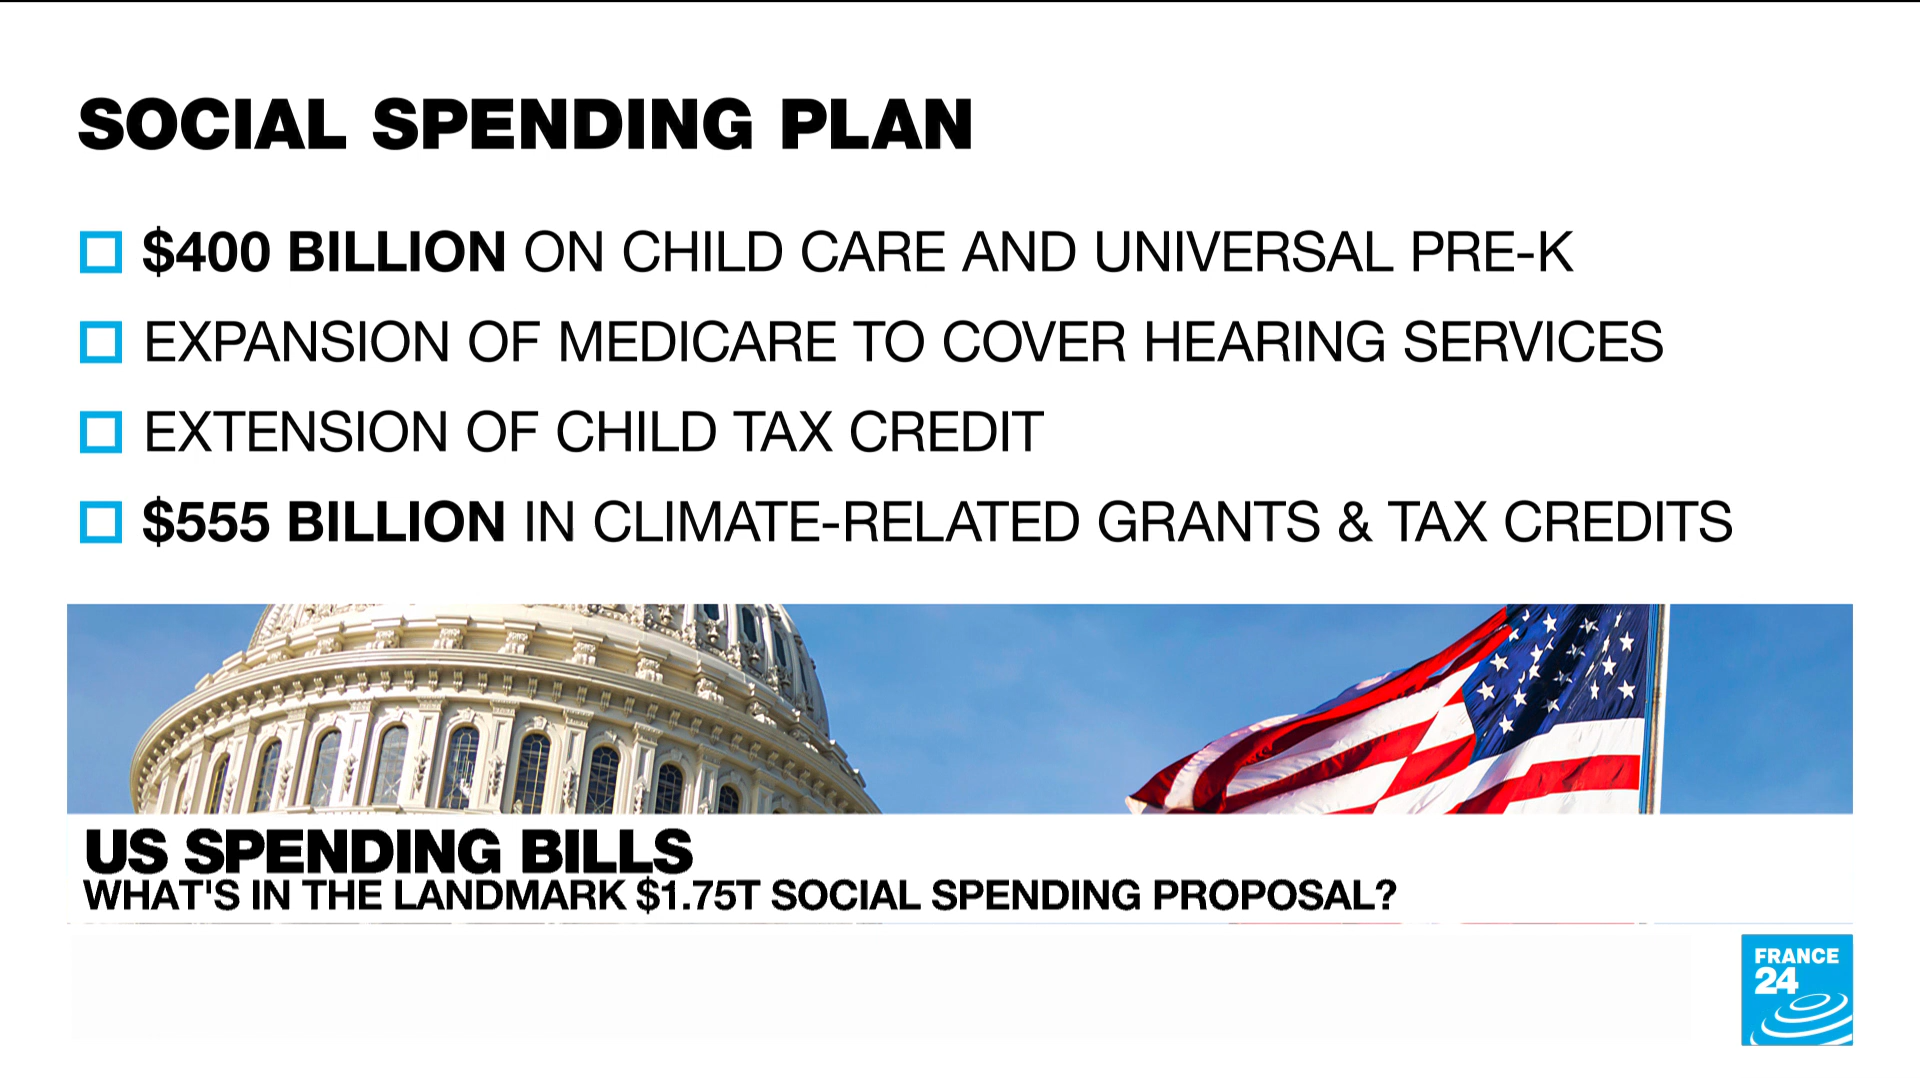 SOCIAL SPENDING PLAN
$400 BILLION ON CHILD CARE AND UNIVERSAL PRE-K
EXPANSION OF MEDICARE TO COVER HEARING SERVICES
EXTENSION OF CHILD TAX CREDIT
$555 BILLION IN CLIMATE-RELATED GRANTS & TAX CREDITS
US SPENDING BILLS
WHAT'S IN THE LANDMARK $1.75T SOCIAL SPENDING PROPOSAL?
FRANCE
24